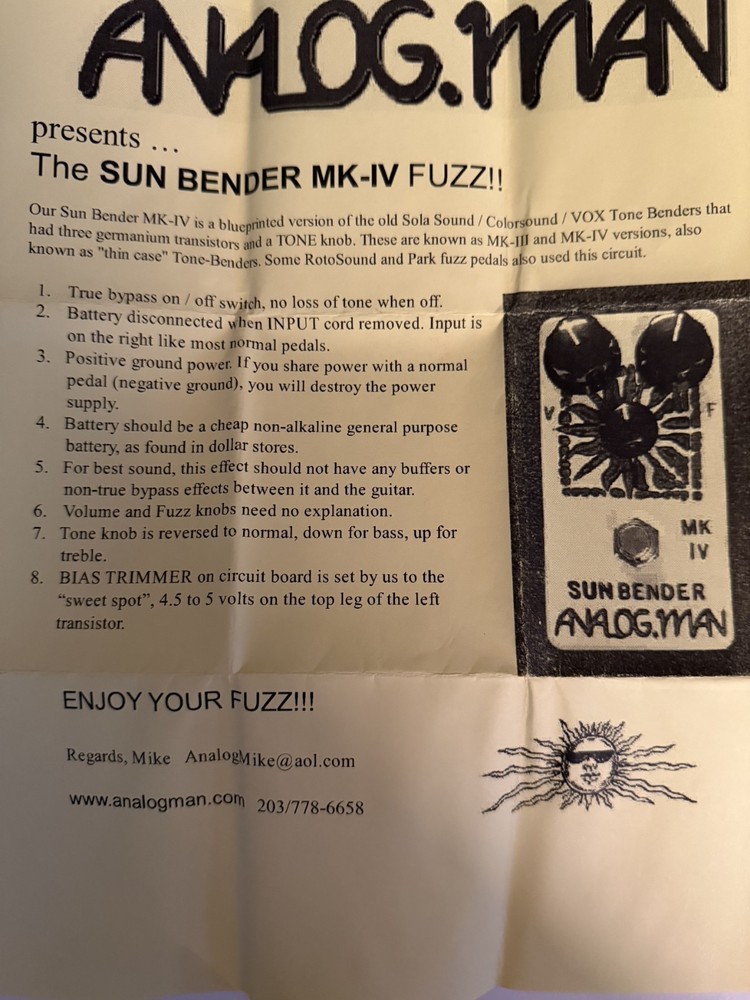 ANALOG.MAN
presents ...
The SUN BENDER MK-IV FUZZ!!
Our Sun Bender MK-IV is a blueprinted version of the old Sola Sound / Colorsound / VOX Tone Benders that
had three germanium transistors and a TONE knob. These are known as MK-III and MK-IV versions, also
known as "thin case" Tone-Benders. Some RotoSound and Park fuzz pedals also used this circuit.
1. True bypass on / off switch, no loss of tone when off.
2. Battery disconnected when INPUT cord removed. Input is
on the right like most normal pedals.
3. Positive ground power. If you share power with a normal
pedal (negative ground), you will destroy the power
supply.
4. Battery should be a cheap non-alkaline general purpose
battery, as found in dollar stores.
5. For best sound, this effect should not have any buffers or
non-true bypass effects between it and the guitar.
6. Volume and Fuzz knobs need no explanation.
7. Tone knob is reversed to normal, down for bass, up for
treble.
8. BIAS TRIMMER on circuit board is set by us to the
“sweet spot”, 4.5 to 5 volts on the top leg of the left
transistor.
V F
MK
IV
SUN BENDER
ANALOG.MAN
ENJOY YOUR FUZZ!!!
Regards, Mike AnalogMike@aol.com
www.analogman.com 203/778-6658